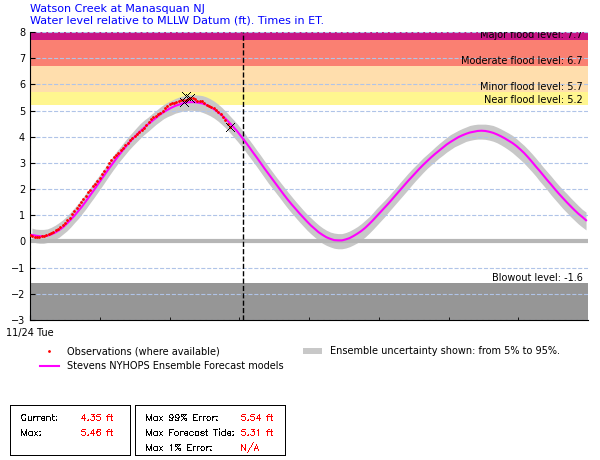 Watson Creek at Manasquan NJ
Water level relative to MLLW Datum (ft). Times in ET.
8
Major flood level: 7.7
7
Moderate flood level: 6.7
6
Minor flood level: 5.7
Near flood level: 5.2
5
4
3
2
1
0
−1
Blowout level: -1.6
−2
−3
11/24 Tue
Observations (where available)
Ensemble uncertainty shown: from 5% to 95%.
Stevens NYHOPS Ensemble Forecast models
Current: 4.35 ft
Max: 5.46 ft
Max 99% Error: 5.54 ft
Max Forecast Tide: 5.31 ft
Max 1% Error: N/A